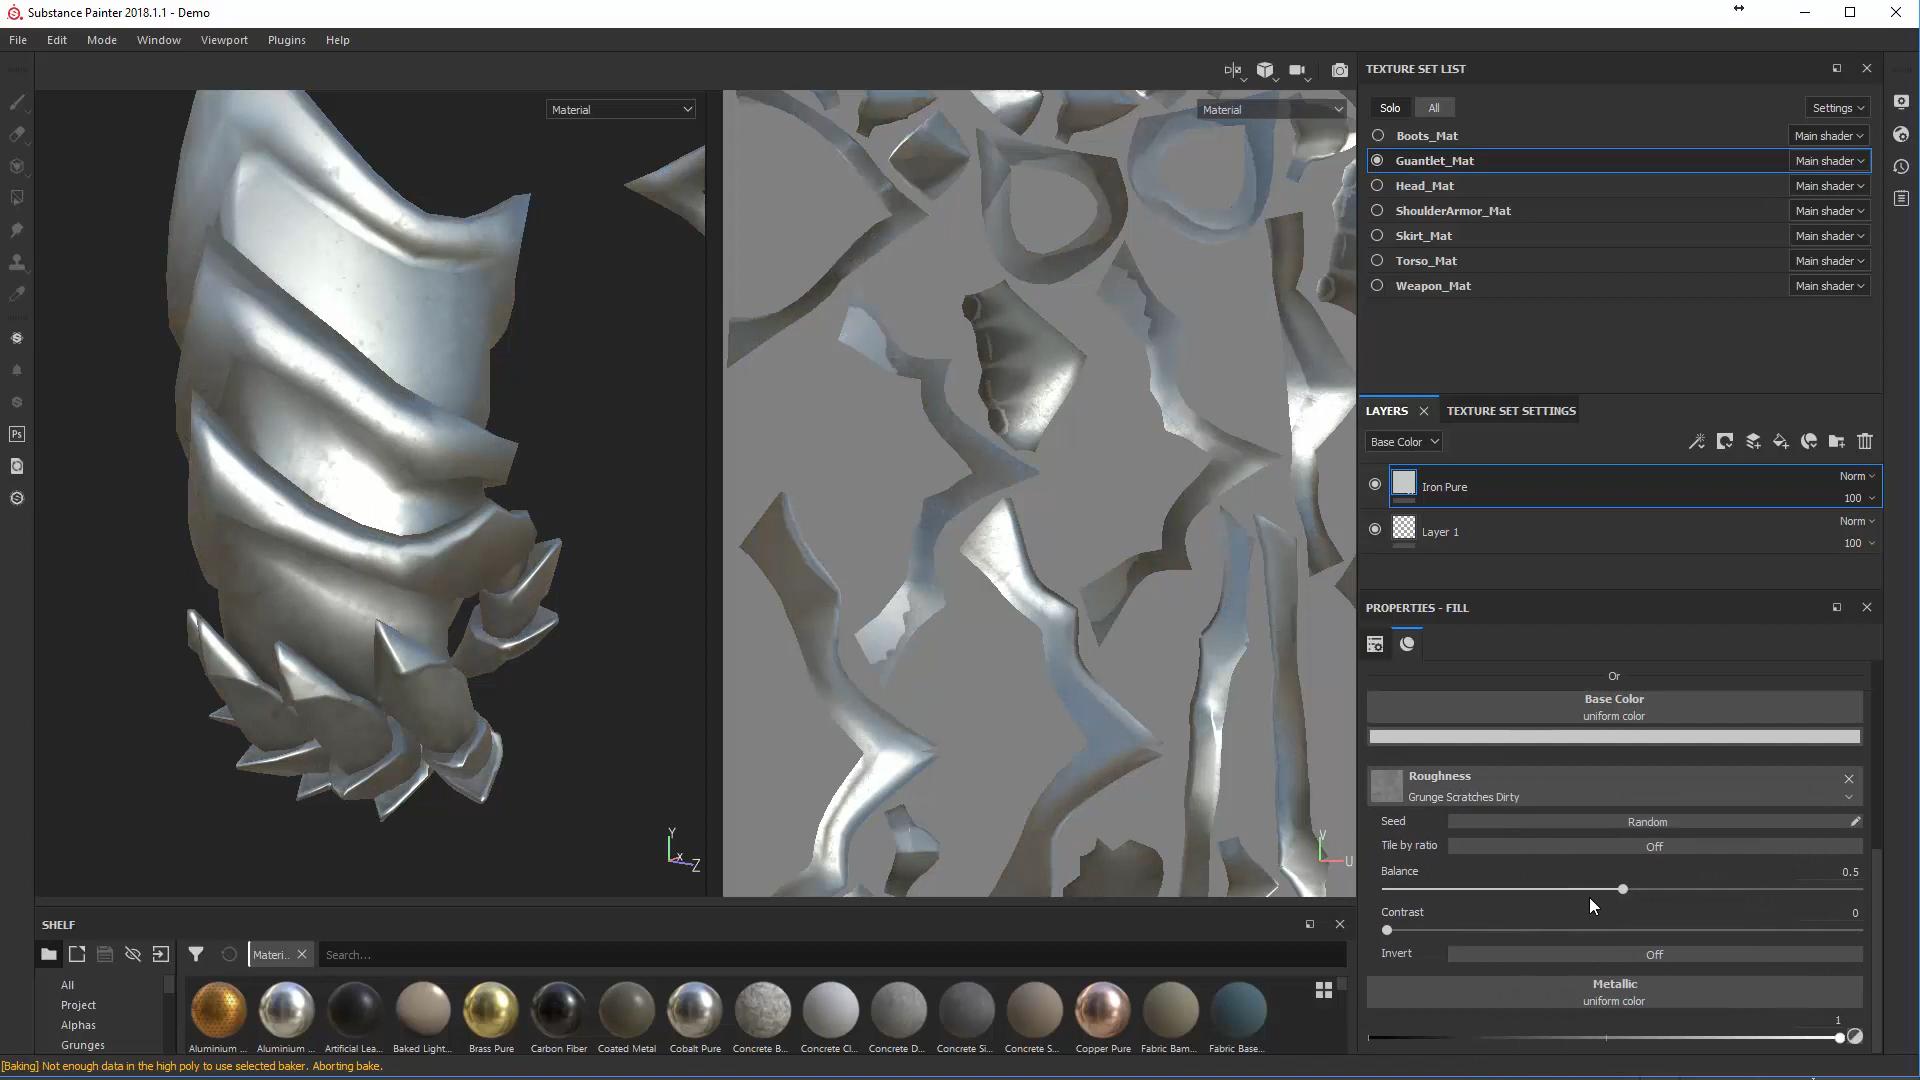 Substance Painter 2018.1.1 - Demo
File Edit Mode Window Viewport Plugins Help
Material
Material
TEXTURE SET LIST
Solo All Settings
Boots_Mat Main shader
Guantlet_Mat Main shader
Head_Mat Main shader
ShoulderArmor_Mat Main shader
Skirt_Mat Main shader
Torso_Mat Main shader
Weapon_Mat Main shader
LAYERS TEXTURE SET SETTINGS
Base Color
Iron Pure Norm
100
Layer 1 Norm
100
PROPERTIES - FILL
Or
Base Color
uniform color
Roughness
Grunge Scratches Dirty
Seed Random
Tile by ratio Off
Balance 0.5
Contrast 0
Invert Off
Metallic
uniform color
1
Y
X
Z
V
U
Ps
SHELF
Materi.. Search...
All
Project
Alphas
Grunges
Aluminium ... Aluminium ... Artificial Lea... Baked Light... Brass Pure Carbon Fiber Coated Metal Cobalt Pure Concrete B... Concrete Cl... Concrete D... Concrete Si... Concrete S... Copper Pure Fabric Bam... Fabric Base...
[Baking] Not enough data in the high poly to use selected baker. Aborting bake.